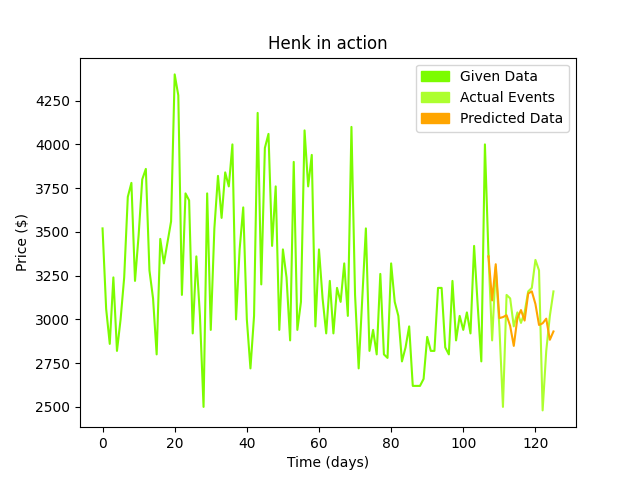 Henk in action
Given Data
Actual Events
Predicted Data
Price ($)
4250
4000
3750
3500
3250
3000
2750
2500
0 20 40 60 80 100 120
Time (days)